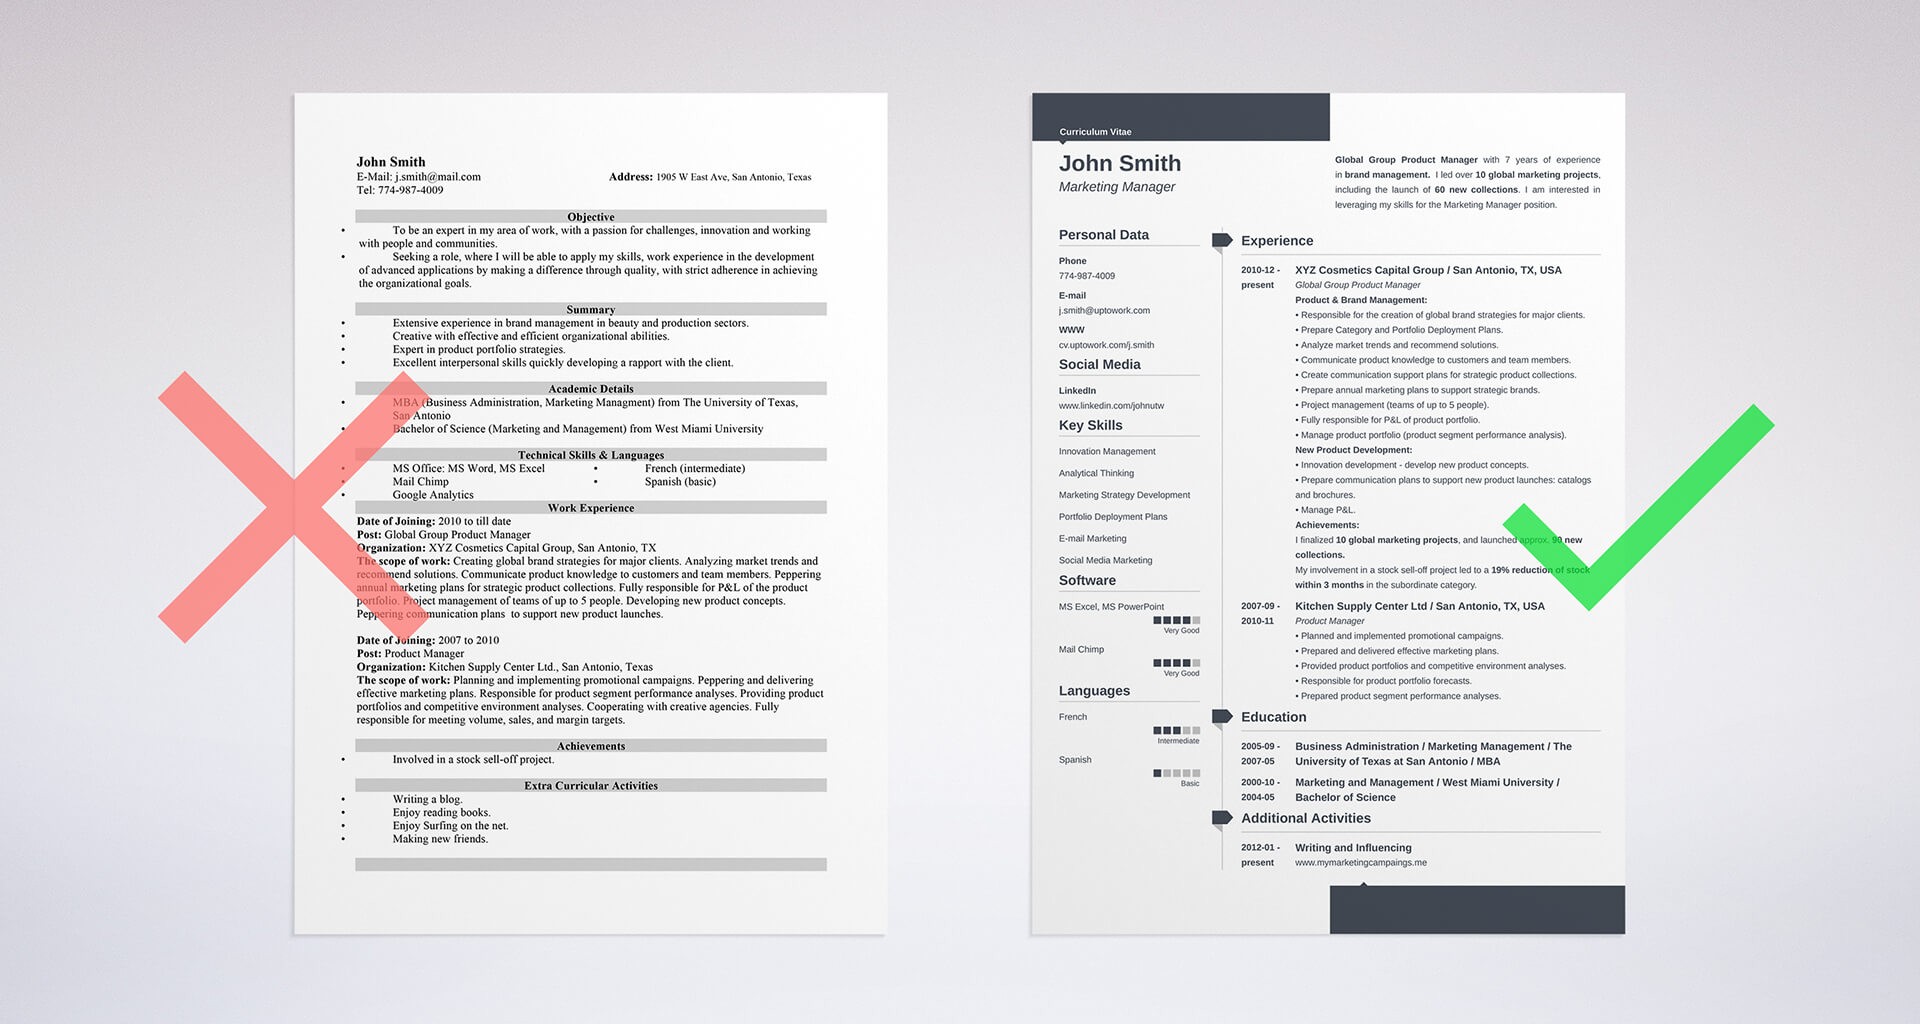 John Smith
E-Mail: j.smith@mail.com
Address: 1905 W East Ave, San Antonio, Texas
Tel: 774-987-4009
Objective
• To be an expert in my area of work, with a passion for challenges, innovation and working
with people and communities.
• Seeking a role, where I will be able to apply my skills, work experience in the development
of advanced applications by making a difference through quality, with strict adherence in achieving
the organizational goals.
Summary
• Extensive experience in brand management in beauty and production sectors.
• Creative with effective and efficient organizational abilities.
• Expert in product portfolio strategies.
• Excellent interpersonal skills quickly developing a rapport with the client.
Academic Details
• MBA (Business Administration, Marketing Managment) from The University of Texas,
San Antonio
• Bachelor of Science (Marketing and Management) from West Miami University
Technical Skills & Languages
• MS Office: MS Word, MS Excel
• Mail Chimp
• Google Analytics
• French (intermediate)
• Spanish (basic)
Work Experience
Date of Joining: 2010 to till date
Post: Global Group Product Manager
Organization: XYZ Cosmetics Capital Group, San Antonio, TX
The scope of work: Creating global brand strategies for major clients. Analyzing market trends and
recommend solutions. Communicate product knowledge to customers and team members. Peppering
annual marketing plans for strategic product collections. Fully responsible for P&L of the product
portfolio. Project management of teams of up to 5 people. Developing new product concepts.
Peppering communication plans to support new product launches.
Date of Joining: 2007 to 2010
Post: Product Manager
Organization: Kitchen Supply Center Ltd., San Antonio, Texas
The scope of work: Planning and implementing promotional campaigns. Peppering and delivering
effective marketing plans. Responsible for product segment performance analyses. Providing product
portfolios and competitive environment analyses. Cooperating with creative agencies. Fully
responsible for meeting volume, sales, and margin targets.
Achievements
• Involved in a stock sell-off project.
Extra Curricular Activities
• Writing a blog.
• Enjoy reading books.
• Enjoy Surfing on the net.
• Making new friends.
Curriculum Vitae
John Smith
Marketing Manager
Global Group Product Manager with 7 years of experience
in brand management. I led over 10 global marketing projects,
including the launch of 60 new collections. I am interested in
leveraging my skills for the Marketing Manager position.
Personal Data
Phone
774-987-4009
E-mail
j.smith@uptowork.com
WWW
cv.uptowork.com/j.smith
Social Media
LinkedIn
www.linkedin.com/johnutw
Key Skills
Innovation Management
Analytical Thinking
Marketing Strategy Development
Portfolio Deployment Plans
E-mail Marketing
Social Media Marketing
Software
MS Excel, MS PowerPoint
Very Good
Mail Chimp
Very Good
Languages
French
Intermediate
Spanish
Basic
Experience
2010-12 -
present
XYZ Cosmetics Capital Group / San Antonio, TX, USA
Global Group Product Manager
Product & Brand Management:
• Responsible for the creation of global brand strategies for major clients.
• Prepare Category and Portfolio Deployment Plans.
• Analyze market trends and recommend solutions.
• Communicate product knowledge to customers and team members.
• Create communication support plans for strategic product collections.
• Prepare annual marketing plans to support strategic brands.
• Project management (teams of up to 5 people).
• Fully responsible for P&L of product portfolio.
• Manage product portfolio (product segment performance analysis).
New Product Development:
• Innovation development - develop new product concepts.
• Prepare communication plans to support new product launches: catalogs
and brochures.
• Manage P&L.
Achievements:
I finalized 10 global marketing projects, and launched approx. new
collections.
My involvement in a stock sell-off project led to a 19% reduction of stock
within 3 months in the subordinate category.
2007-09 -
2010-11
Kitchen Supply Center Ltd / San Antonio, TX, USA
Product Manager
• Planned and implemented promotional campaigns.
• Prepared and delivered effective marketing plans.
• Provided product portfolios and competitive environment analyses.
• Responsible for product portfolio forecasts.
• Prepared product segment performance analyses.
Education
2005-09 -
2007-05
Business Administration / Marketing Management / The
University of Texas at San Antonio / MBA
2000-10 -
2004-05
Marketing and Management / West Miami University /
Bachelor of Science
Additional Activities
2012-01 -
present
Writing and Influencing
www.mymarketingcampaings.me